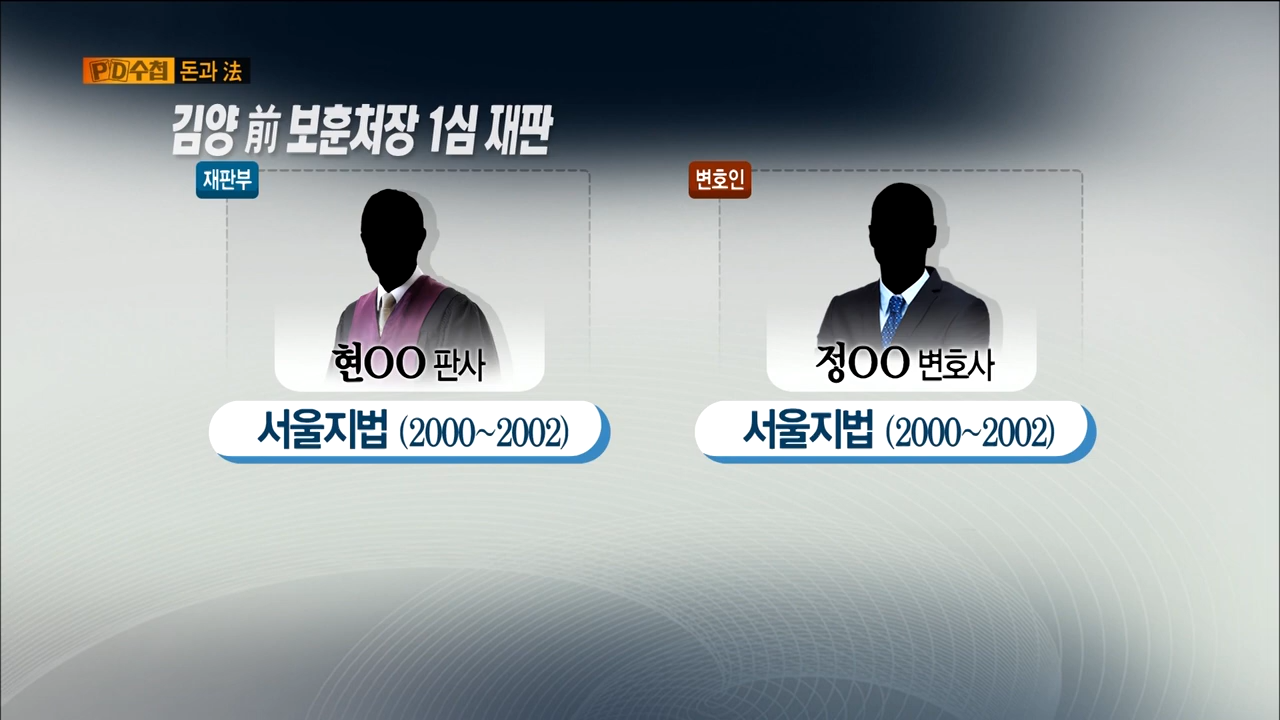 PD수첩 돈과 法
김양 前 보훈처장 1심 재판
재판부
변호인
현OO 판사
정OO 변호사
서울지법 (2000~2002)
서울지법 (2000~2002)